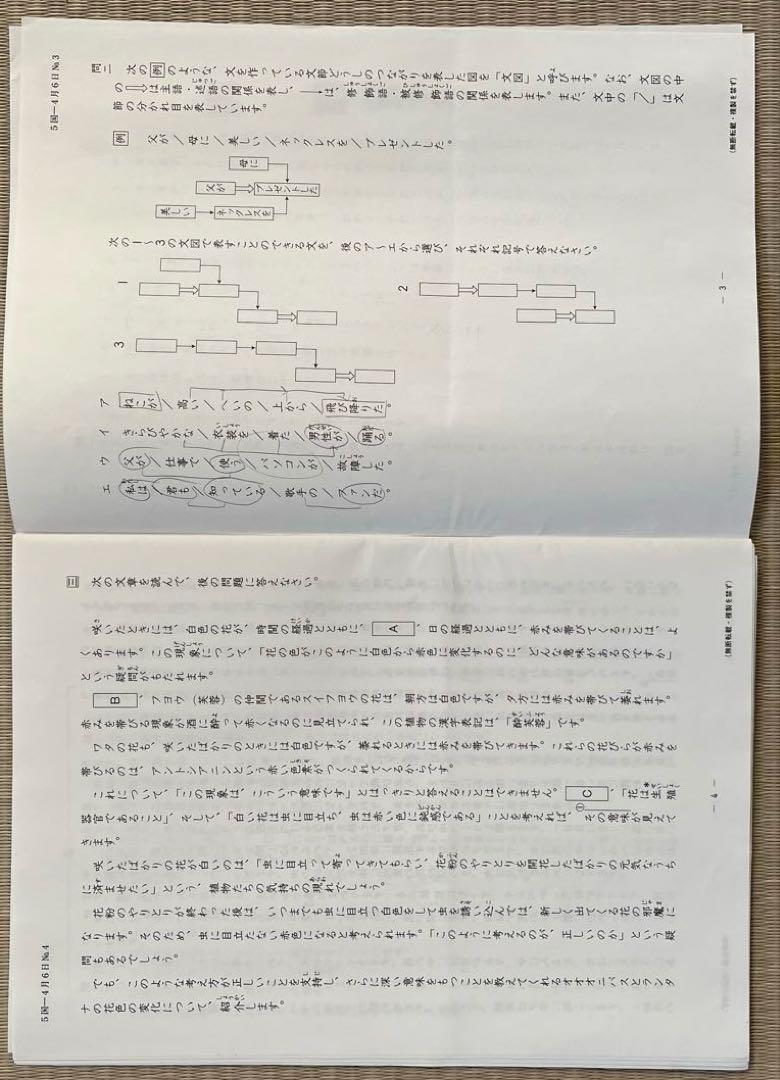 5国―4月6日№3
問二　次の例のような、文を作っている文節どうしのつながりを表した図を「文図」と呼びます。なお、文図の中
の⇨は主語・述語の関係を表し、→は、修飾語・被修飾語の関係を表します。また、文中の「／」は文
節の分かれ目を表しています。
例　父が／母に／美しい／ネックレスを／プレゼントした。
母に
父が
プレゼントした
美しい
ネックレスを
次の1～3の文図で表すことのできる文を、後のア～エから選び、それぞれ記号で答えなさい。
1
2
3
ア　ねこが／高い／へいの／上から／飛び降りた。
イ　きらびやかな／衣装を／着た／男性が／踊る。
ウ　父が／仕事で／使う／パソコンが／故障した。
エ　私は／君も／知っている／歌手の／ファンだ。
― 3 ―
（無断転載・複製を禁ず）
5国―4月6日№4
三　次の文章を読んで、後の問題に答えなさい。
咲いたときには、白色の花が、時間の経過とともに、A、日の経過とともに、赤みを帯びてくることは、よ
くあります。この現象について、「花の色がこのように白色から赤色に変化するのに、どんな意味があるのですか」
という疑問がもたれます。
B、フヨウ（芙蓉）の仲間であるスイフヨウの花は、朝方は白色ですが、夕方には赤みを帯びて萎れます。
赤みを帯びる現象が酒に酔って赤くなるのに見立てられ、この植物の漢字表記は、「酔芙蓉」です。
ワタの花も、咲いたばかりのときには白色ですが、萎れるときには赤みを帯びてきます。これらの花びらが赤みを
帯びるのは、アントシアニンという赤い色素がつくられてくるからです。
これについて、「この現象は、こういう意味です」とはっきりと答えることはできません。C、「花は生殖
器官であること」、そして、「白い花は虫に目立ち、虫は赤い色に鈍感である」ことを考えれば、①その意味が見えて
きます。
咲いたばかりの花が白いのは、「虫に目立って寄ってきてもらい、花粉のやりとりを開花したばかりの元気なうち
に済ませたい」という、植物たちの気持ちの現れでしょう。
花粉のやりとりが終わった後は、いつまでも虫に目立つ白色をして虫を誘い込んでは、新しく出てくる花の邪魔に
なります。そのため、虫に目立たない赤色になると考えられます。「このように考えるのが、正しいのか」という疑
問もあるでしょう。
でも、このような考え方が正しいことを支持し、さらに深い意味をもつことを教えてくれるオオオニバスとランタ
ナの花色の変化について、紹介します。
― 4 ―
（無断転載・複製を禁ず）